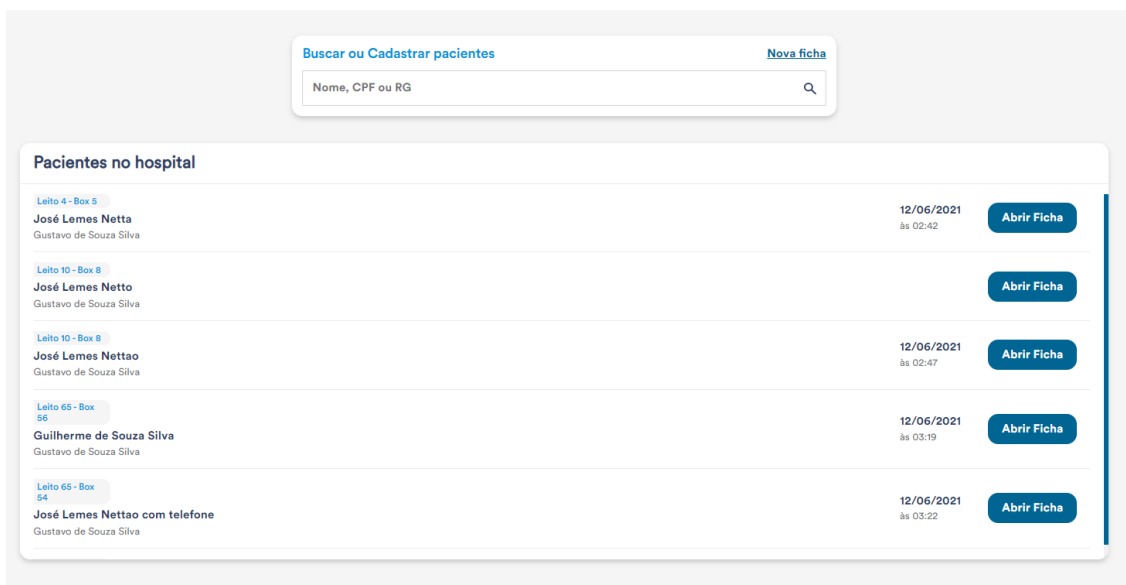 Buscar ou Cadastrar pacientes
Nova ficha
Nome, CPF ou RG
Pacientes no hospital
Leito 4 - Box 5
José Lemes Netta
Gustavo de Souza Silva
12/06/2021
às 02:42
Abrir Ficha
Leito 10 - Box 8
José Lemes Netto
Gustavo de Souza Silva
Abrir Ficha
Leito 10 - Box 8
José Lemes Nettao
Gustavo de Souza Silva
12/06/2021
às 02:47
Abrir Ficha
Leito 65 - Box
56
Guilherme de Souza Silva
Gustavo de Souza Silva
12/06/2021
às 03:19
Abrir Ficha
Leito 65 - Box
54
José Lemes Nettao com telefone
Gustavo de Souza Silva
12/06/2021
às 03:22
Abrir Ficha